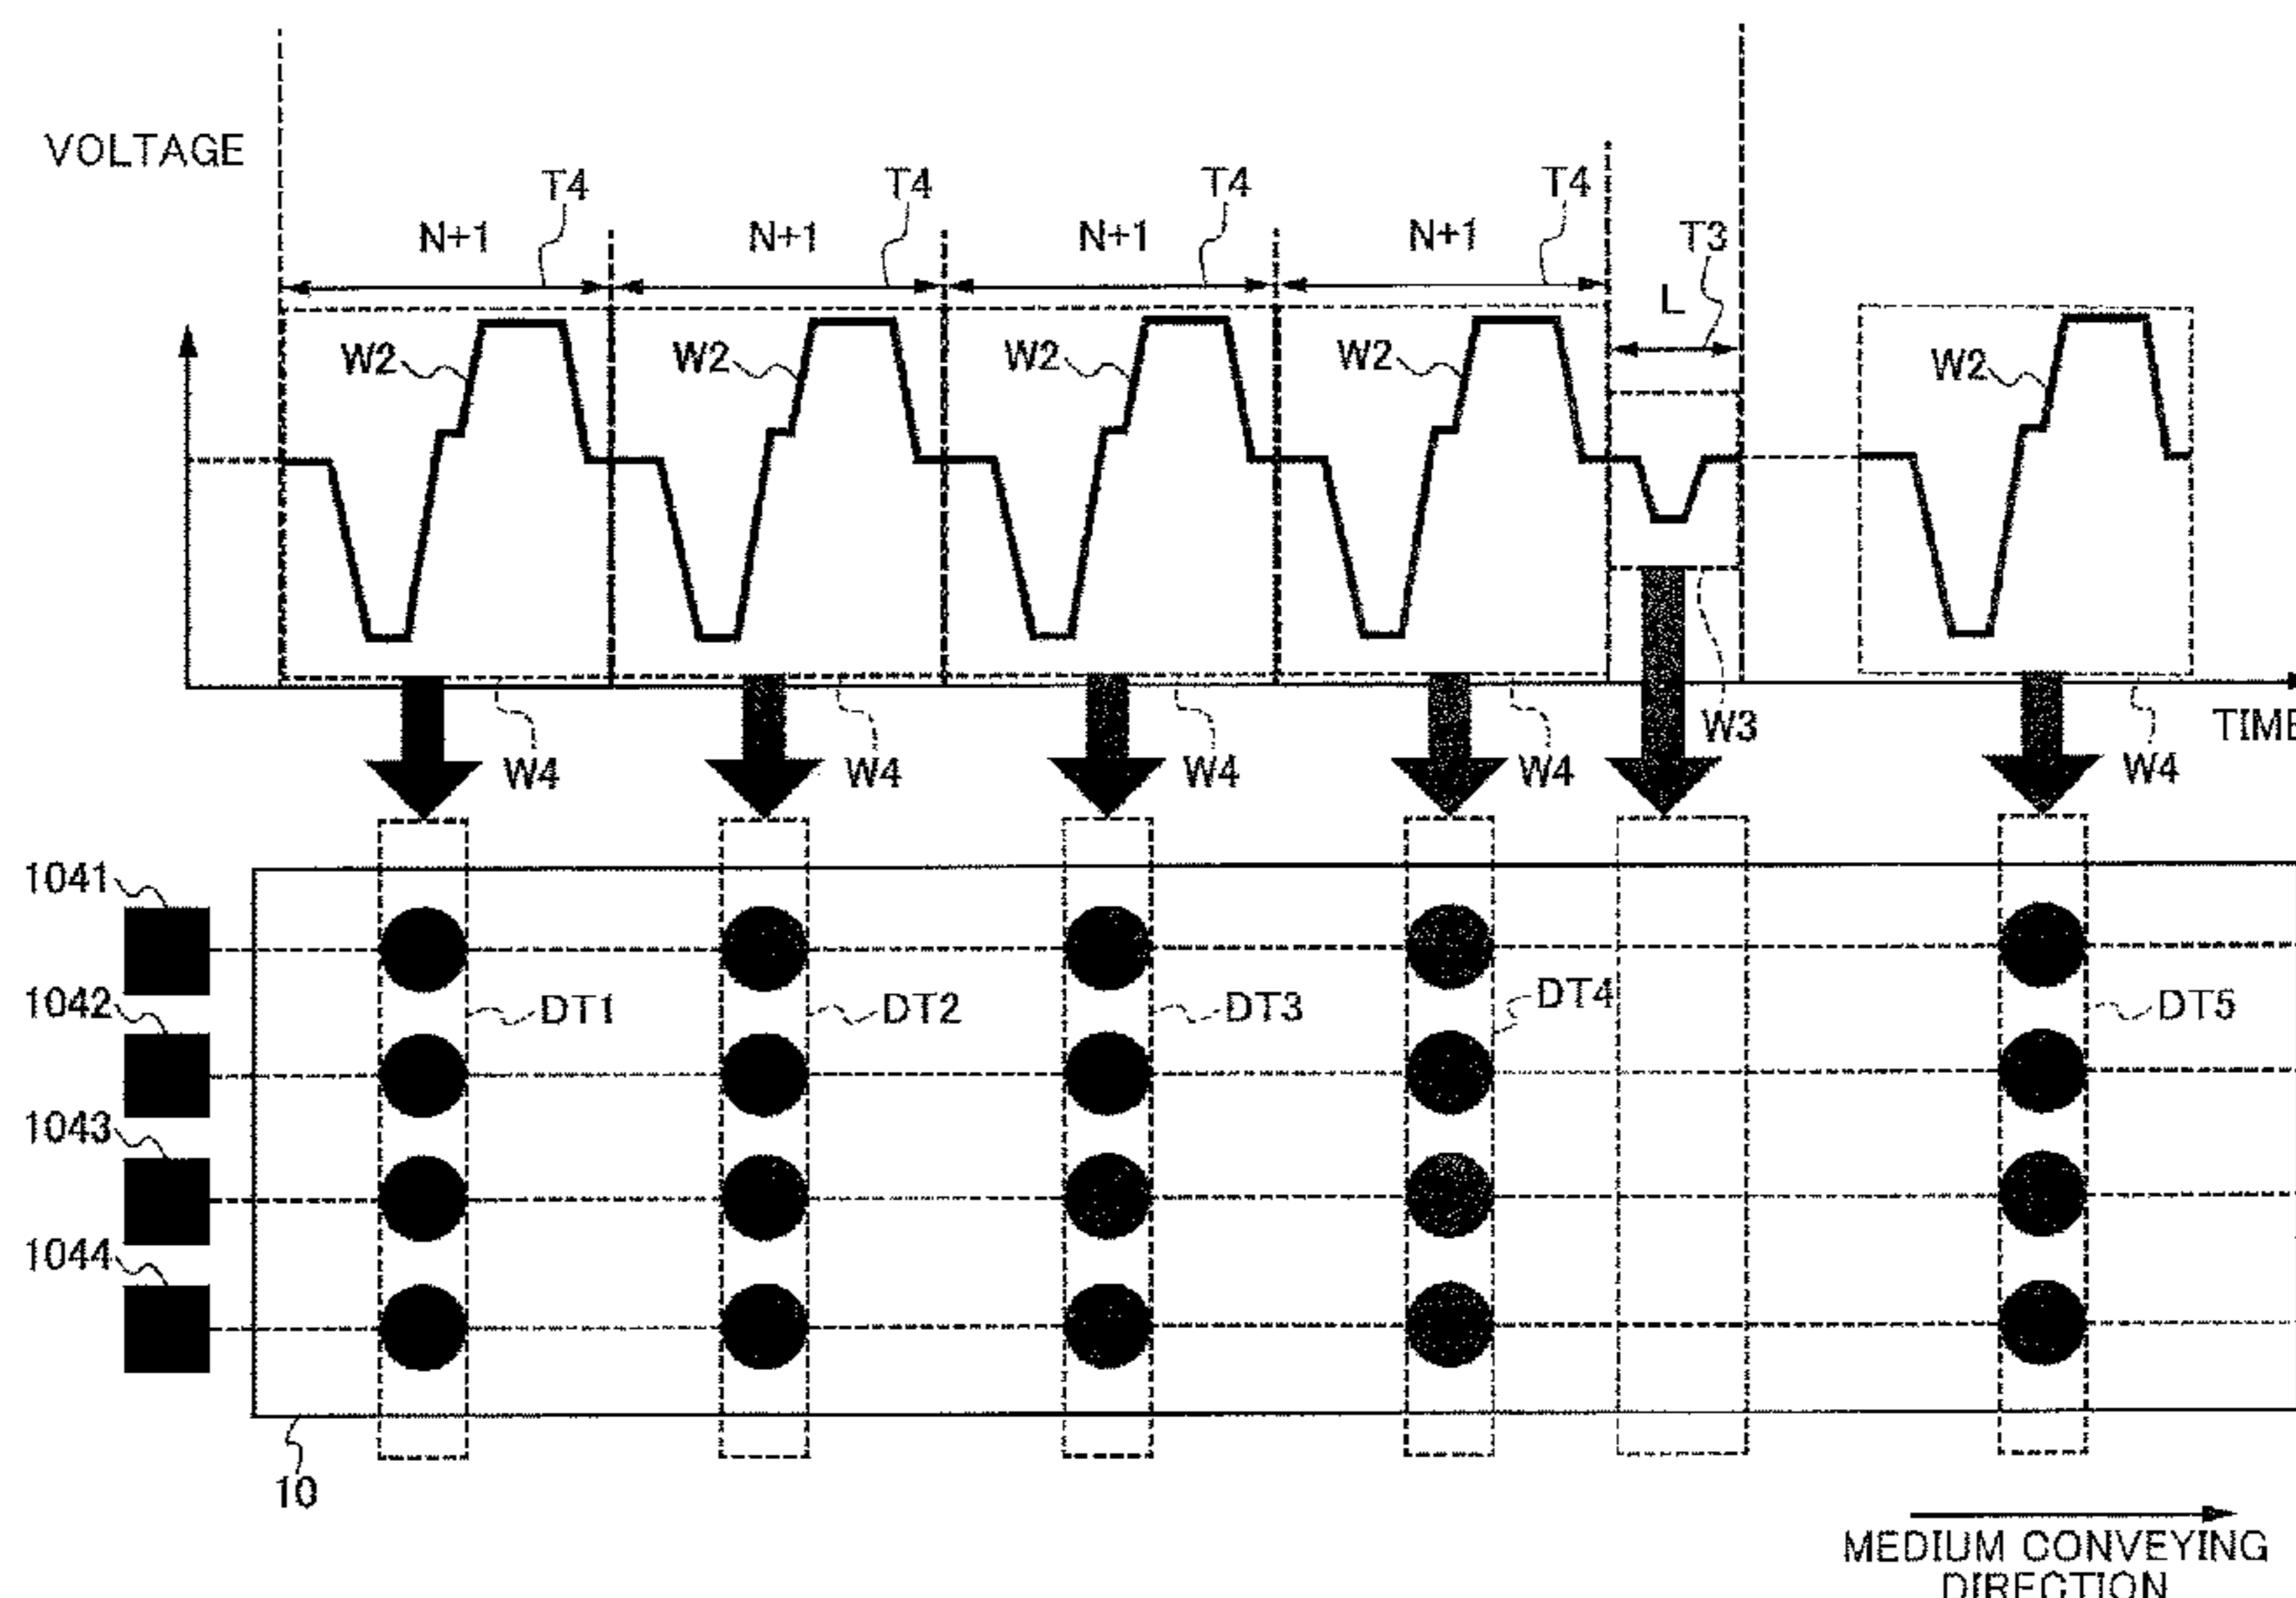 VOLTAGE
T4 T4 T4 T4
N+1 N+1 N+1 N+1 T3
L
W2 W2 W2 W2 W2
W3 TIME
W4 W4 W4 W4 W4
1041
1042 DT1 DT2 DT3 DT4 DT5
1043
1044
10
MEDIUM CONVEYING
DIRECTION